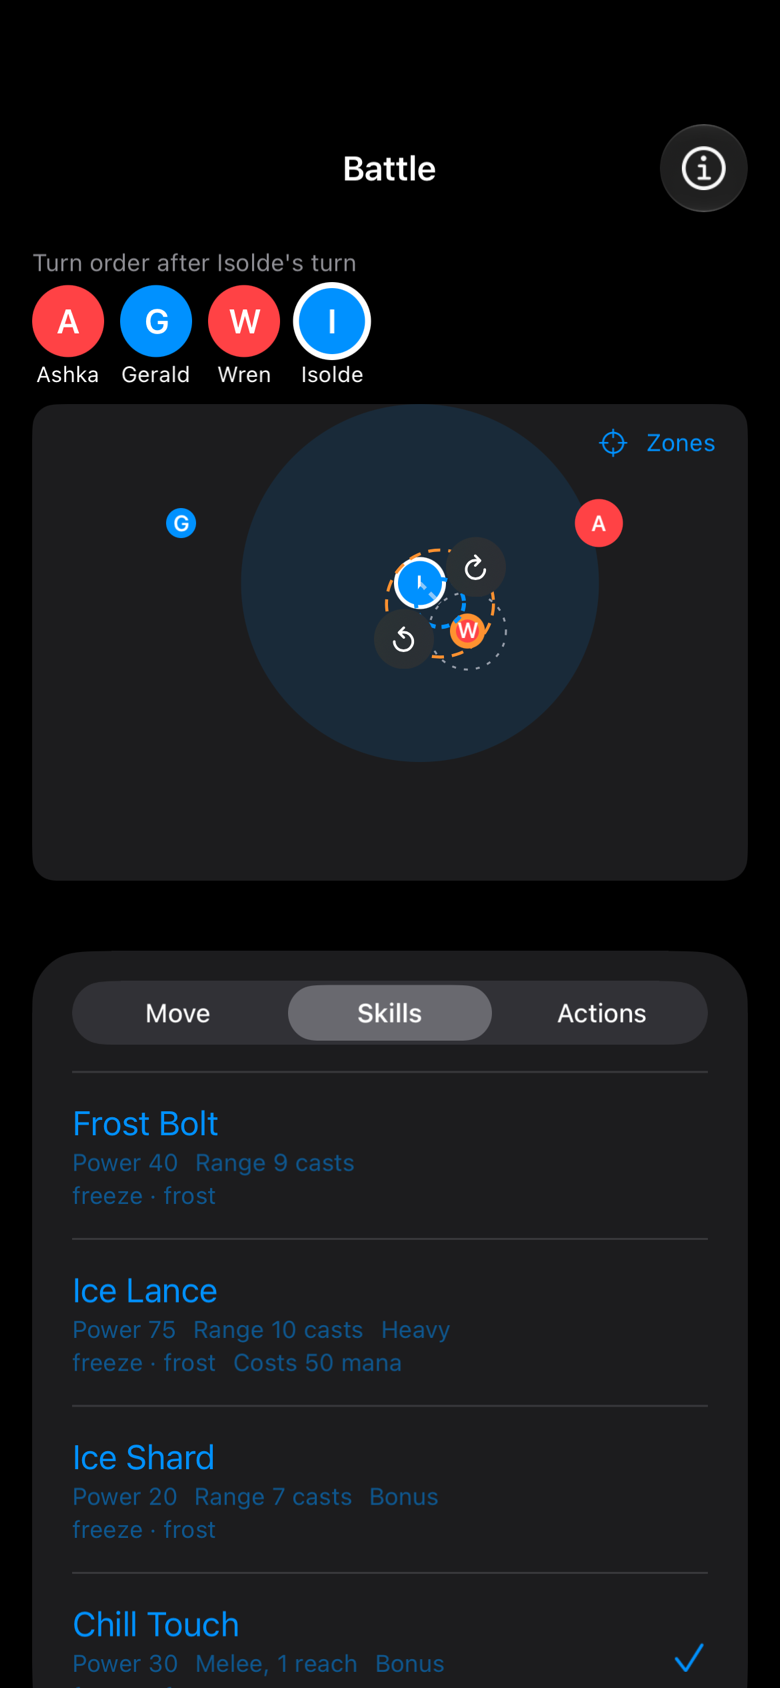 Battle
Turn order after Isolde's turn
A G W I
Ashka Gerald Wren Isolde
Zones
G
A
W
Move Skills Actions
Frost Bolt
Power 40 Range 9 casts
freeze · frost
Ice Lance
Power 75 Range 10 casts Heavy
freeze · frost Costs 50 mana
Ice Shard
Power 20 Range 7 casts Bonus
freeze · frost
Chill Touch
Power 30 Melee, 1 reach Bonus